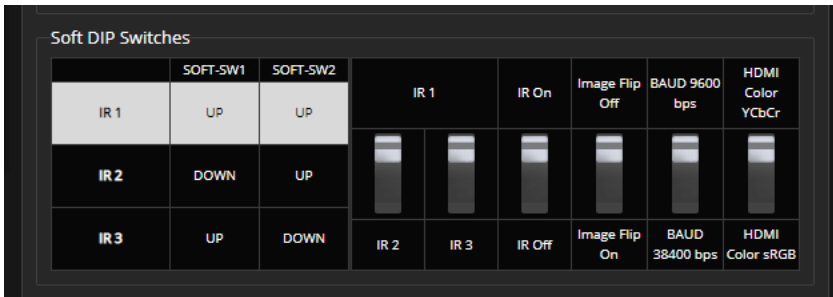 Soft DIP Switches
SOFT-SW1 SOFT-SW2
IR 1 UP UP
IR 2 DOWN UP
IR 3 UP DOWN
IR 1
IR On
Image Flip
Off
BAUD 9600
bps
HDMI
Color
YCbCr
IR 2
IR 3
IR Off
Image Flip
On
BAUD
38400 bps
HDMI
Color sRGB